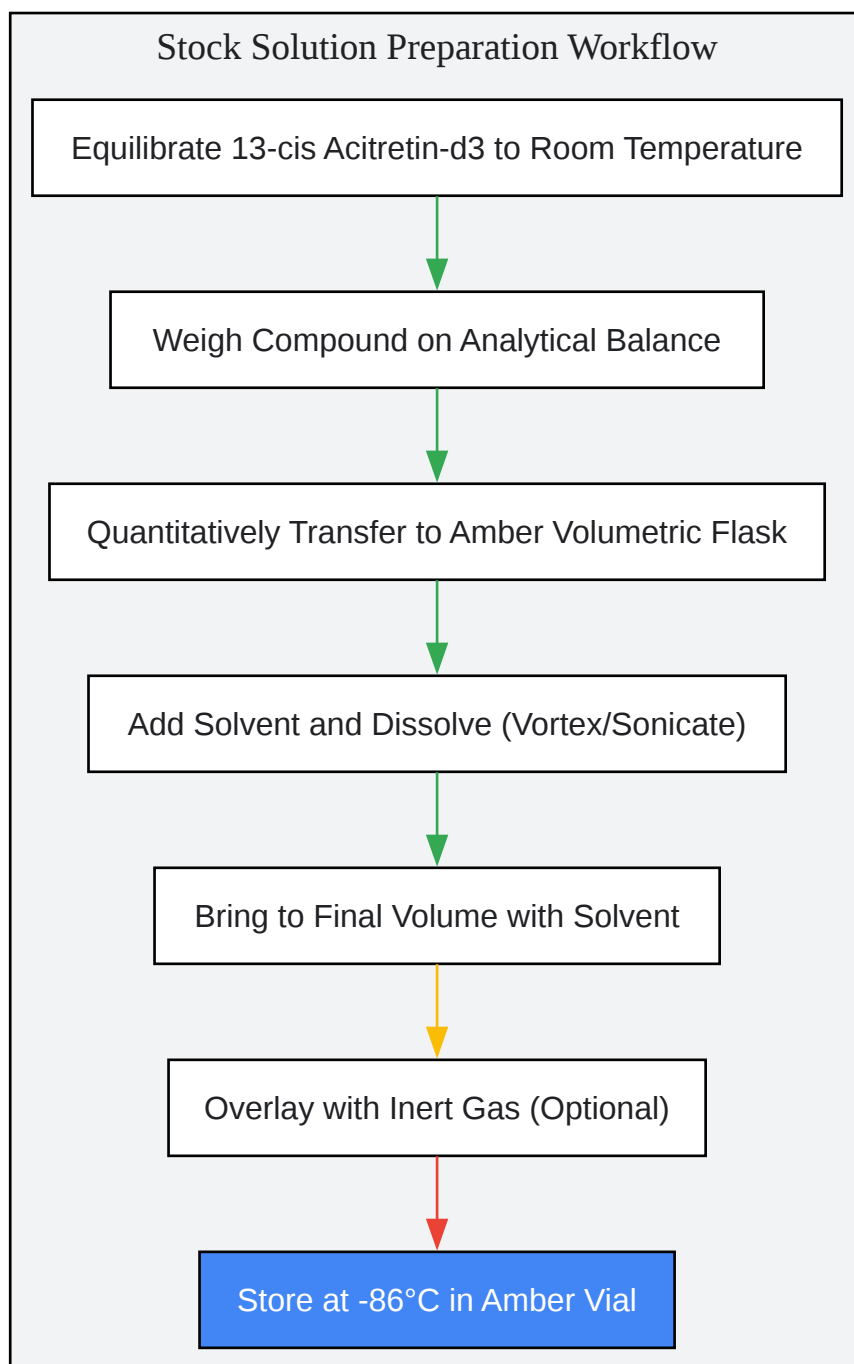 Stock Solution Preparation Workflow
Equilibrate 13-cis Acitretin-d3 to Room Temperature
Weigh Compound on Analytical Balance
Quantitatively Transfer to Amber Volumetric Flask
Add Solvent and Dissolve (Vortex/Sonicate)
Bring to Final Volume with Solvent
Overlay with Inert Gas (Optional)
Store at -86°C in Amber Vial